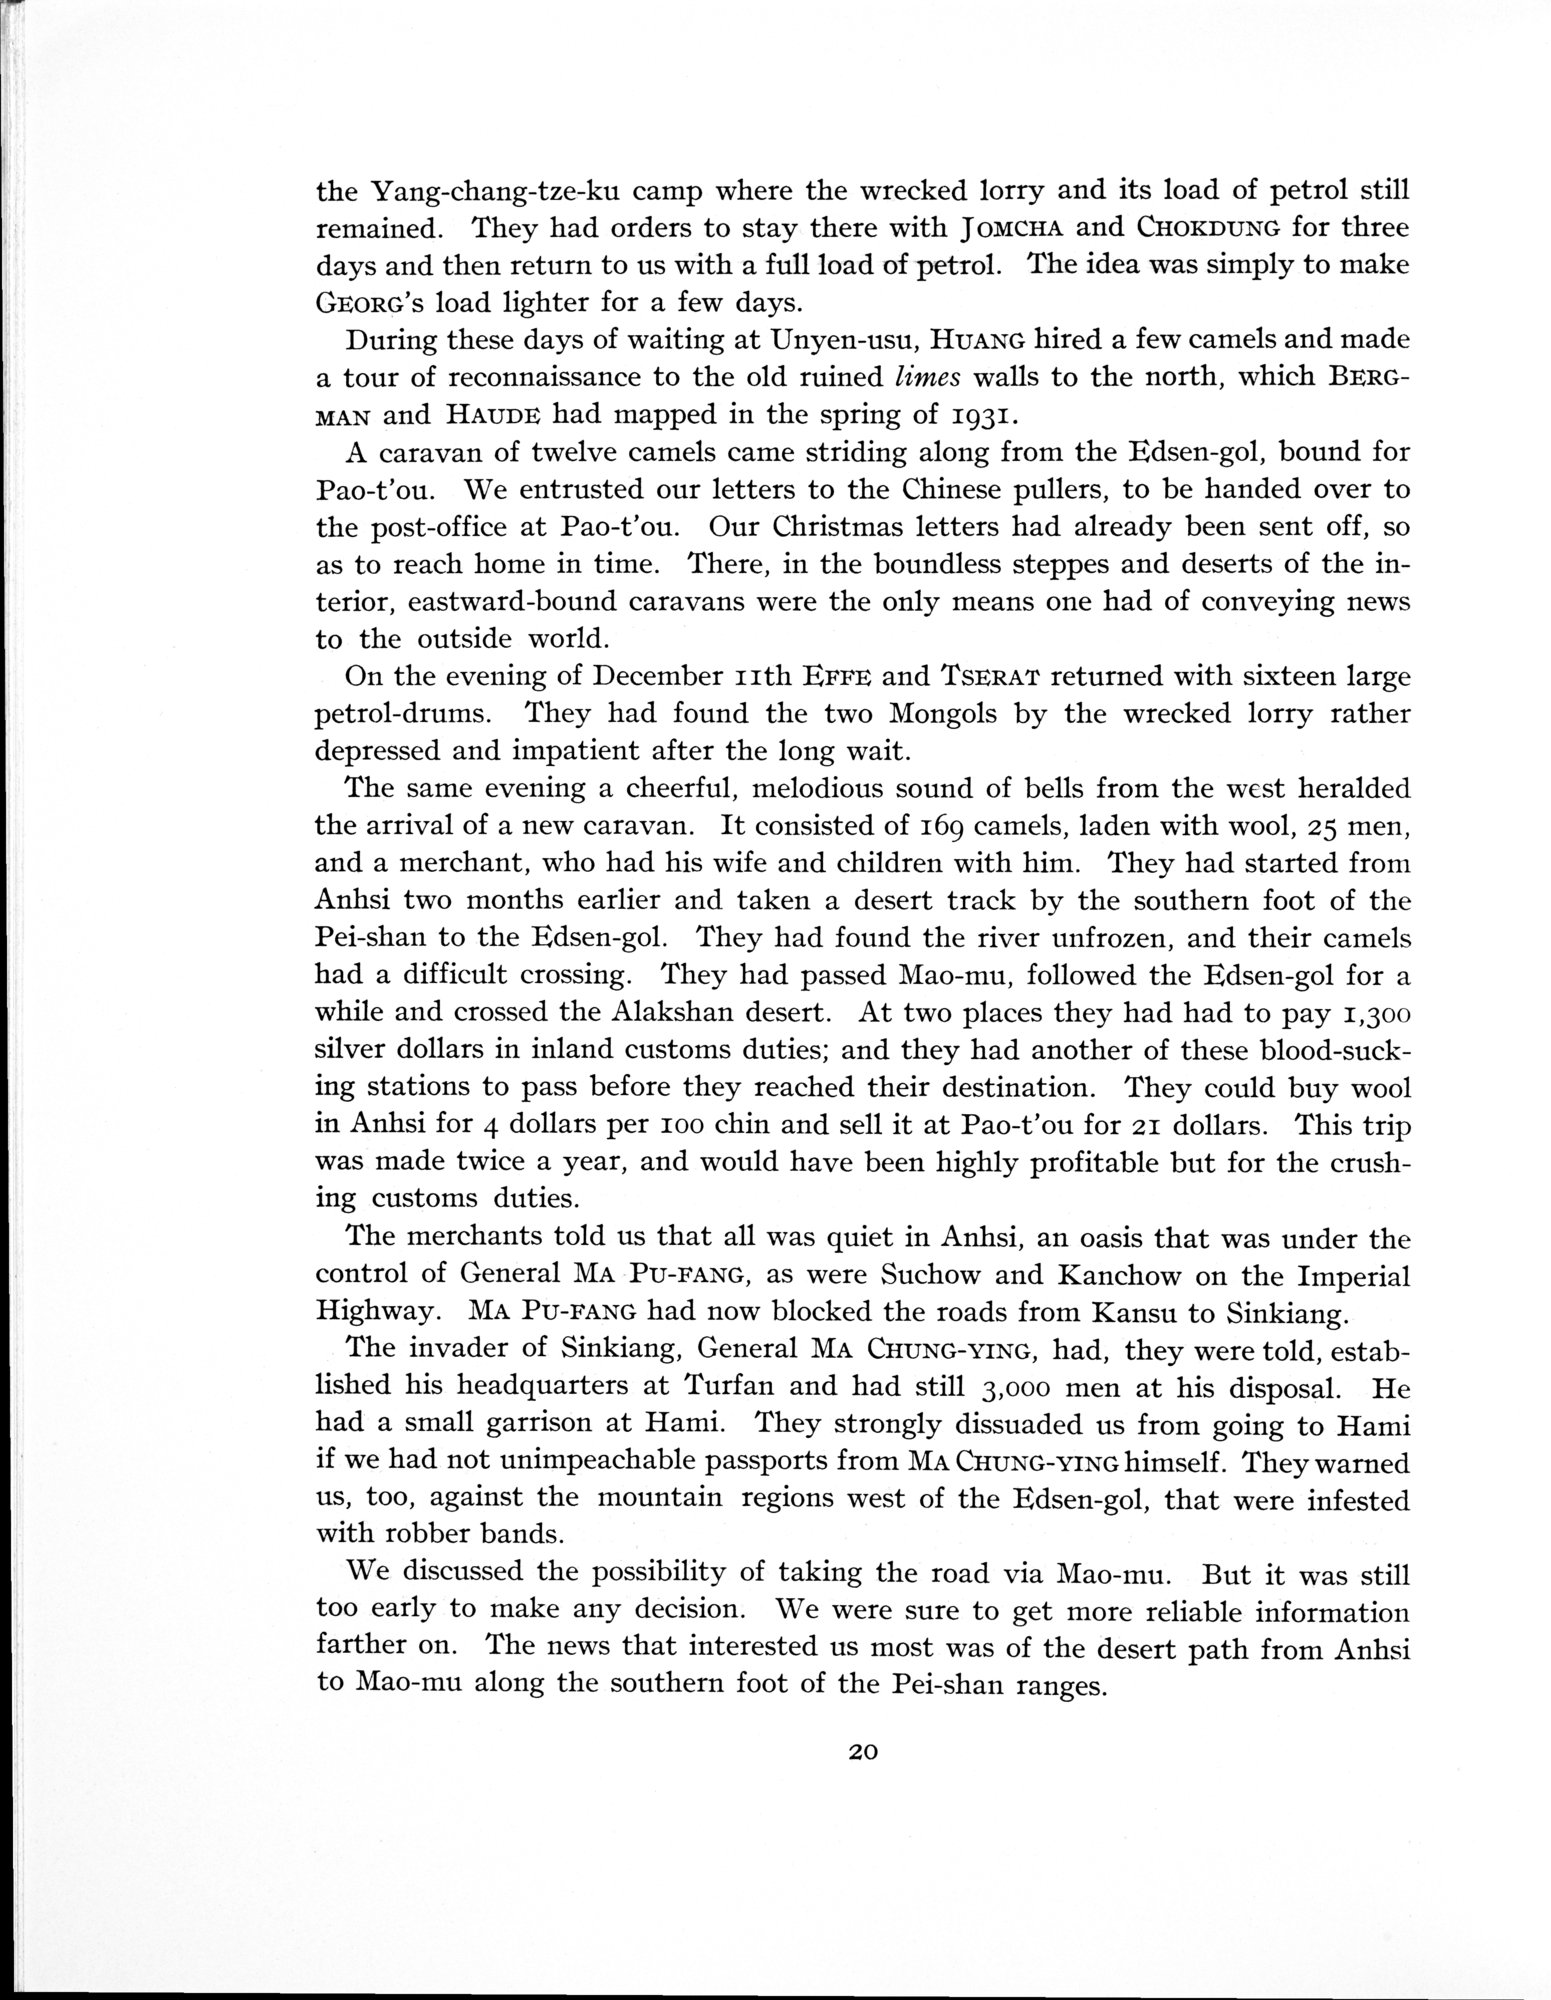 the Yang-chang-tze-ku camp where the wrecked lorry and its load of petrol still
remained. They had orders to stay there with JOMCHA and CHOKDUNG for three
days and then return to us with a full load of petrol. The idea was simply to make
GEORG's load lighter for a few days.
During these days of waiting at Unyen-usu, HUANG hired a few camels and made
a tour of reconnaissance to the old ruined limes walls to the north, which BERG-
MAN and HAUDE had mapped in the spring of 1931.
A caravan of twelve camels came striding along from the Edsen-gol, bound for
Pao-t'ou. We entrusted our letters to the Chinese pullers, to be handed over to
the post-office at Pao-t'ou. Our Christmas letters had already been sent off, so
as to reach home in time. There, in the boundless steppes and deserts of the in-
terior, eastward-bound caravans were the only means one had of conveying news
to the outside world.
On the evening of December 11th EFFE and TSERAT returned with sixteen large
petrol-drums. They had found the two Mongols by the wrecked lorry rather
depressed and impatient after the long wait.
The same evening a cheerful, melodious sound of bells from the west heralded
the arrival of a new caravan. It consisted of 169 camels, laden with wool, 25 men,
and a merchant, who had his wife and children with him. They had started from
Anhsi two months earlier and taken a desert track by the southern foot of the
Pei-shan to the Edsen-gol. They had found the river unfrozen, and their camels
had a difficult crossing. They had passed Mao-mu, followed the Edsen-gol for a
while and crossed the Alakshan desert. At two places they had had to pay 1,300
silver dollars in inland customs duties; and they had another of these blood-suck-
ing stations to pass before they reached their destination. They could buy wool
in Anhsi for 4 dollars per 100 chin and sell it at Pao-t'ou for 21 dollars. This trip
was made twice a year, and would have been highly profitable but for the crush-
ing customs duties.
The merchants told us that all was quiet in Anhsi, an oasis that was under the
control of General MA PU-FANG, as were Suchow and Kanchow on the Imperial
Highway. MA PU-FANG had now blocked the roads from Kansu to Sinkiang.
The invader of Sinkiang, General MA CHUNG-YING, had, they were told, estab-
lished his headquarters at Turfan and had still 3,000 men at his disposal. He
had a small garrison at Hami. They strongly dissuaded us from going to Hami
if we had not unimpeachable passports from MA CHUNG-YING himself. They warned
us, too, against the mountain regions west of the Edsen-gol, that were infested
with robber bands.
We discussed the possibility of taking the road via Mao-mu. But it was still
too early to make any decision. We were sure to get more reliable information
farther on. The news that interested us most was of the desert path from Anhsi
to Mao-mu along the southern foot of the Pei-shan ranges.
20